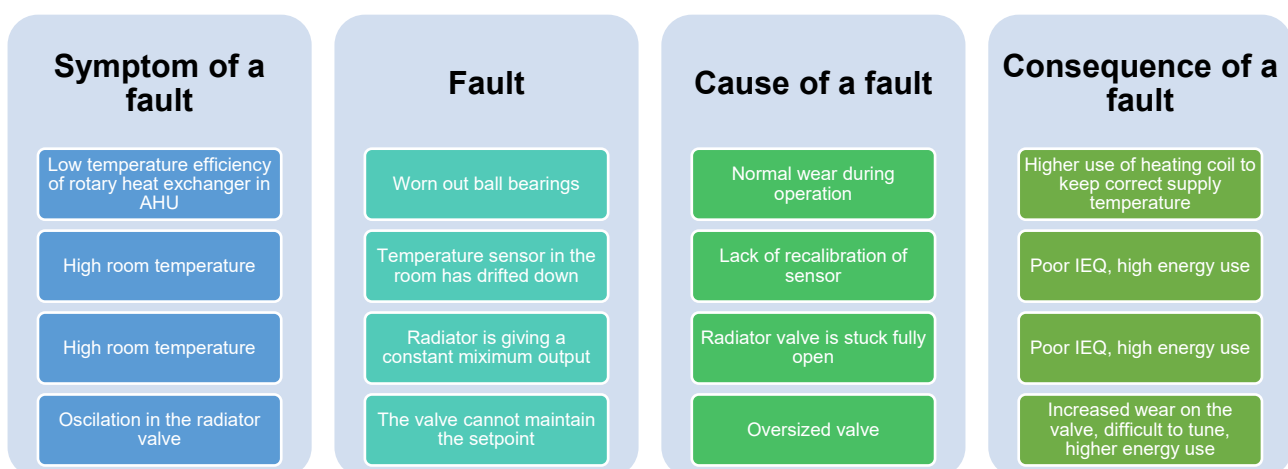 Symptom of a
fault
Low temperature efficiency
of rotary heat exchanger in
AHU
High room temperature
High room temperature
Oscilation in the radiator
valve
Fault
Worn out ball bearings
Temperature sensor in the
room has drifted down
Radiator is giving a
constant miximum output
The valve cannot maintain
the setpoint
Cause of a fault
Normal wear during
operation
Lack of recalibration of
sensor
Radiator valve is stuck fully
open
Oversized valve
Consequence of a
fault
Higher use of heating coil to
keep correct supply
temperature
Poor IEQ, high energy use
Poor IEQ, high energy use
Increased wear on the
valve, difficult to tune,
higher energy use